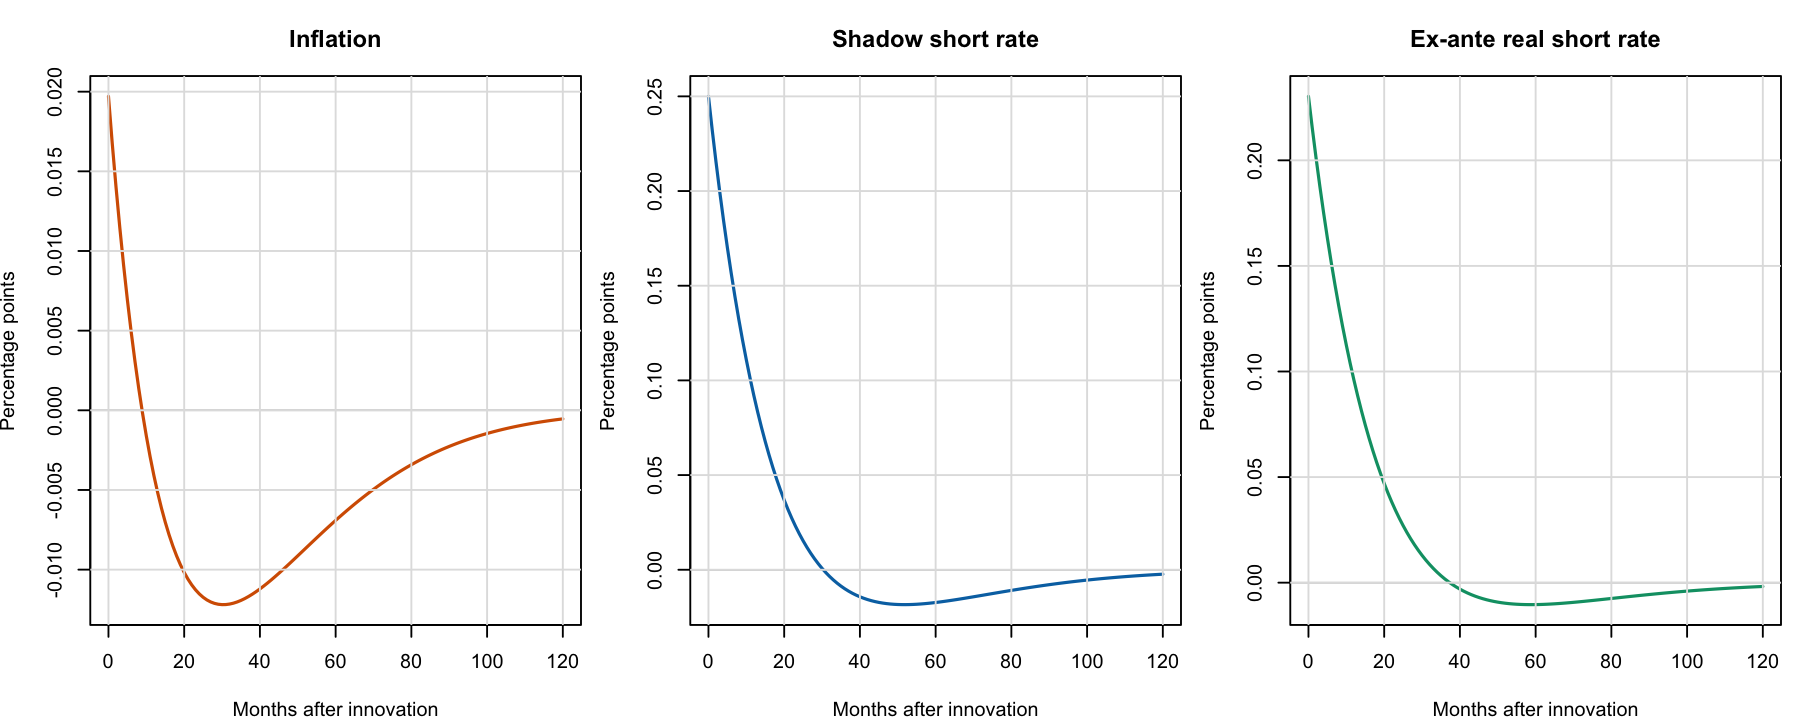 Inflation
Percentage points
0.020
0.015
0.010
0.005
0.000
-0.005
-0.010
0 20 40 60 80 100 120
Months after innovation
Shadow short rate
Percentage points
0.25
0.20
0.15
0.10
0.05
0.00
0 20 40 60 80 100 120
Months after innovation
Ex-ante real short rate
Percentage points
0.20
0.15
0.10
0.05
0.00
0 20 40 60 80 100 120
Months after innovation